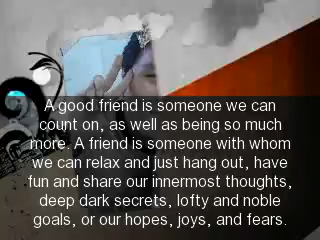 A good friend is someone we can
count on, as well as being so much
more. A friend is someone with whom
we can relax and just hang out, have
fun and share our innermost thoughts,
deep dark secrets, lofty and noble
goals, or our hopes, joys, and fears.